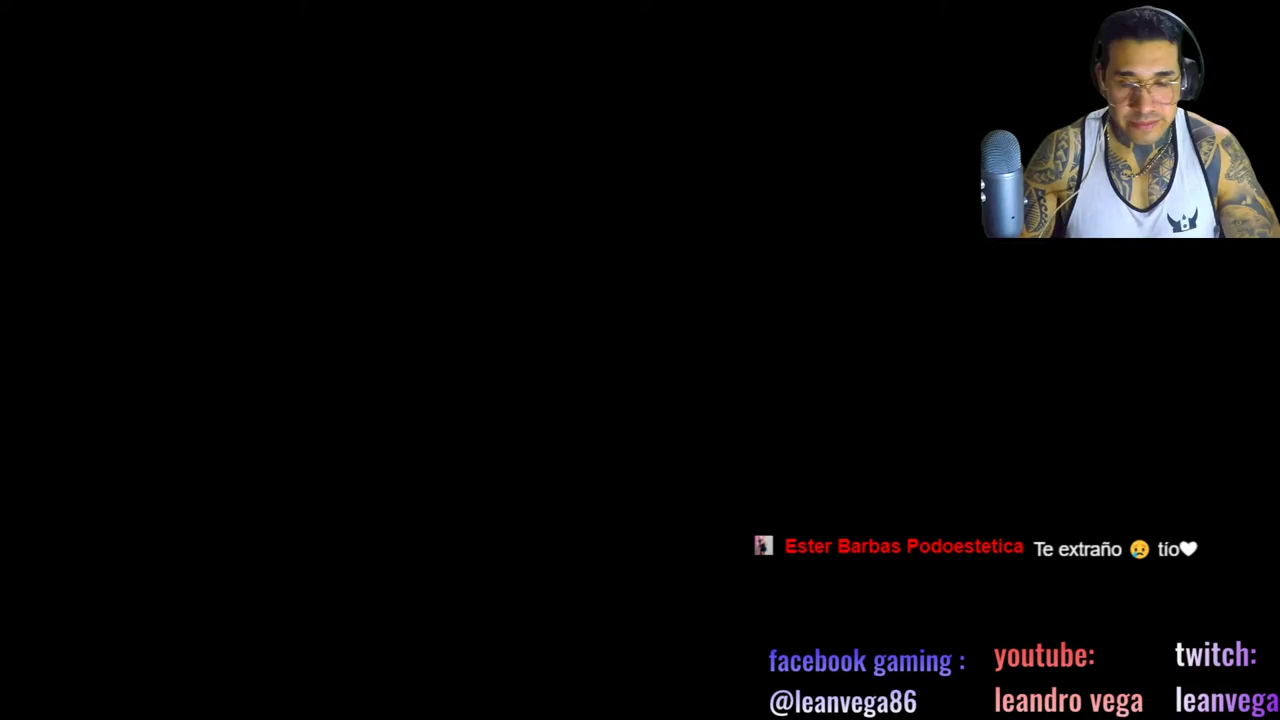 Ester Barbas Podoestetica Te extraño 😥 tío🤍
facebook gaming :
@leanvega86
youtube:
leandro vega
twitch:
leanvega